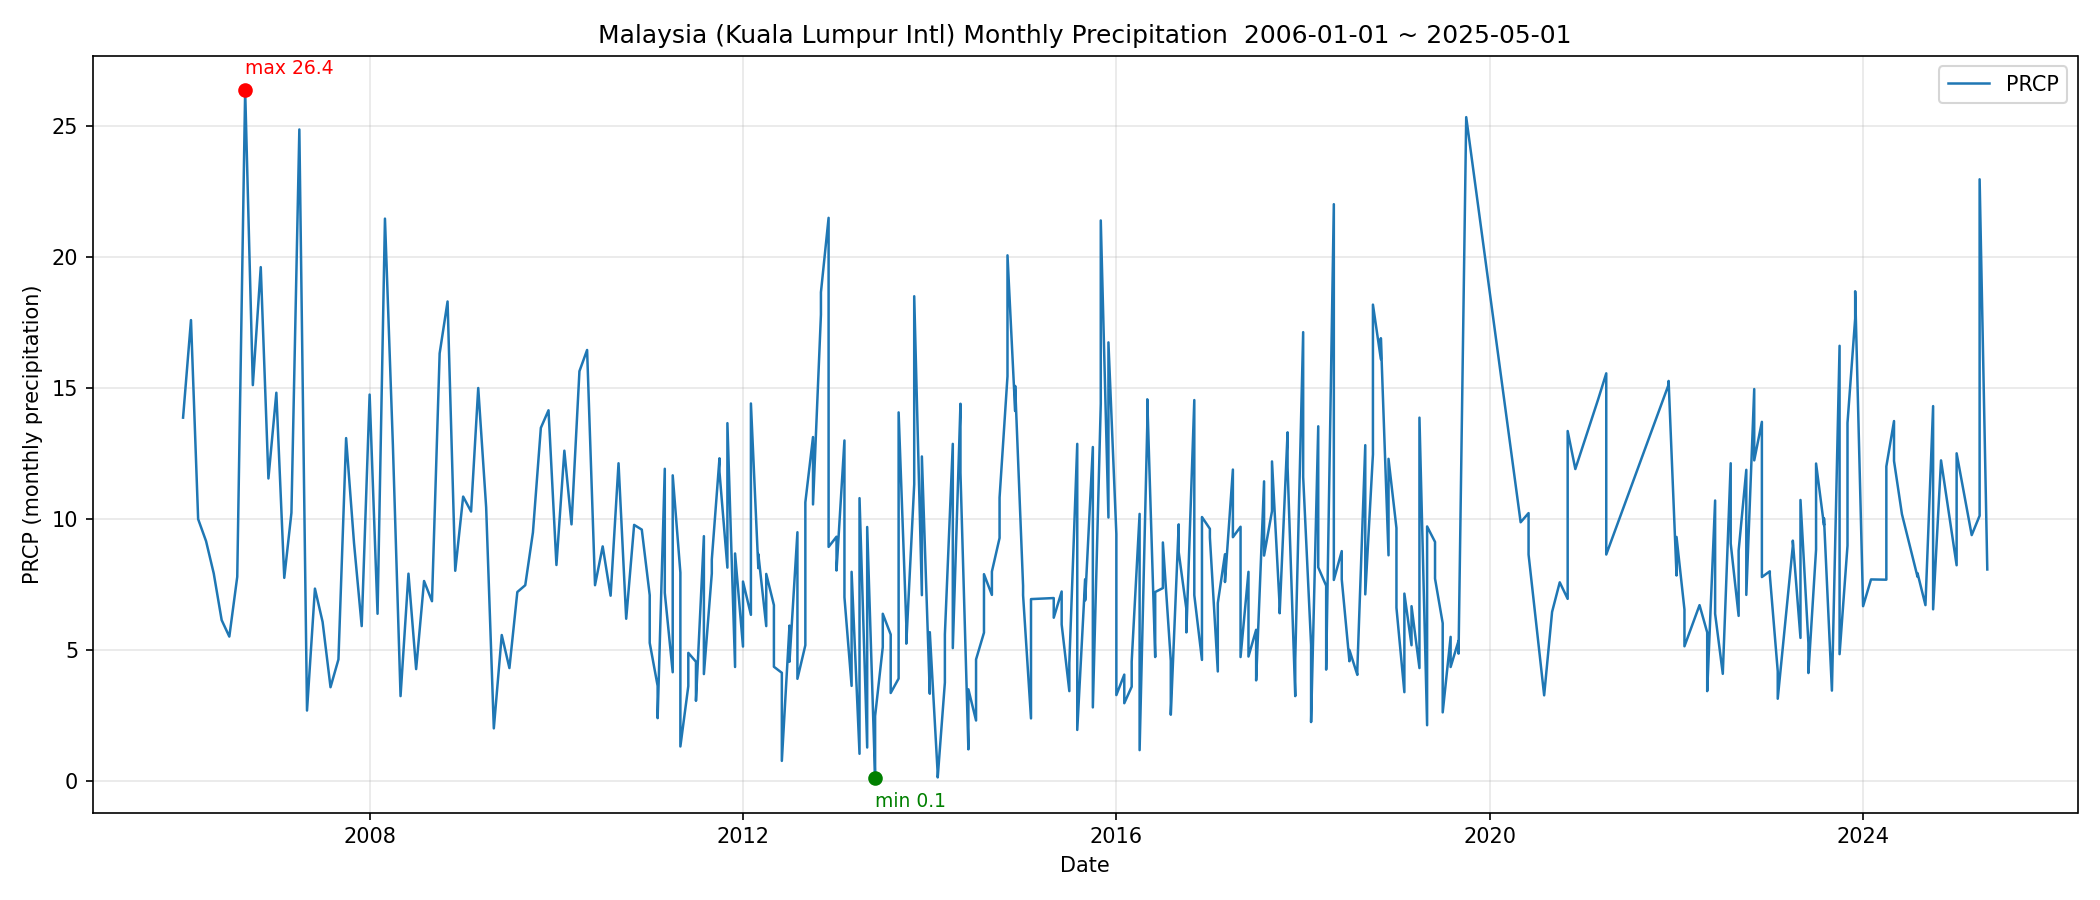 Malaysia (Kuala Lumpur Intl) Monthly Precipitation  2006-01-01 ~ 2025-05-01
max 26.4
PRCP
25
20
15
10
5
0
PRCP (monthly precipitation)
min 0.1
2008
2012
2016
2020
2024
Date